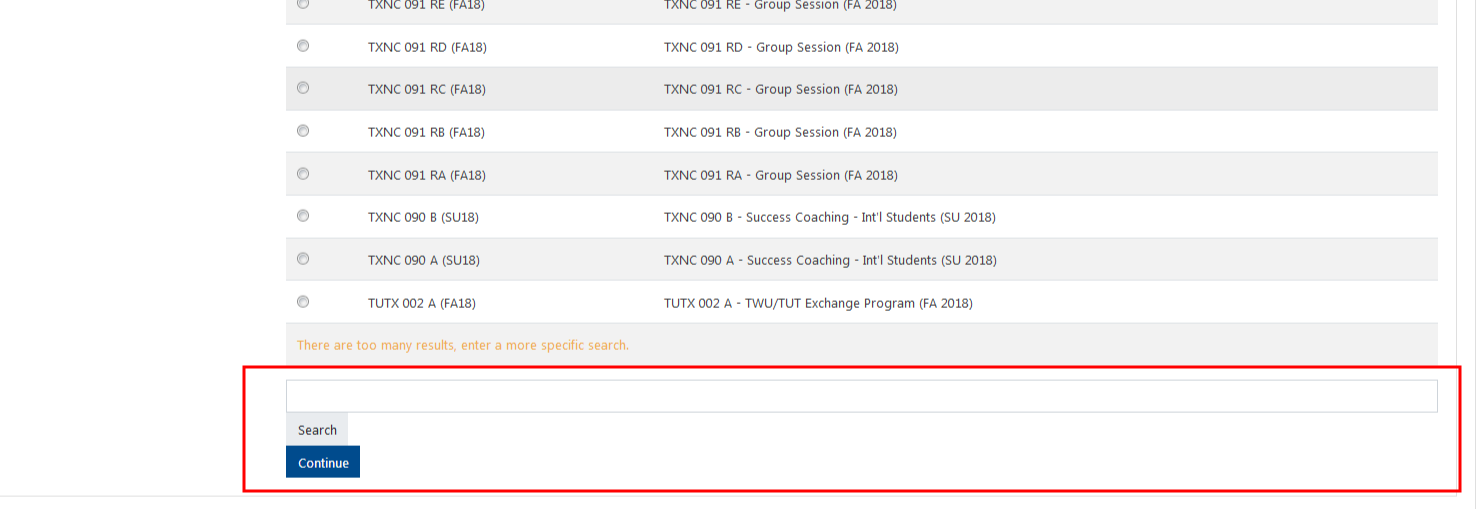 TXNC 091 RE (FA18) TXNC 091 RE - Group Session (FA 2018)
TXNC 091 RD (FA18) TXNC 091 RD - Group Session (FA 2018)
TXNC 091 RC (FA18) TXNC 091 RC - Group Session (FA 2018)
TXNC 091 RB (FA18) TXNC 091 RB - Group Session (FA 2018)
TXNC 091 RA (FA18) TXNC 091 RA - Group Session (FA 2018)
TXNC 090 B (SU18) TXNC 090 B - Success Coaching - Int'l Students (SU 2018)
TXNC 090 A (SU18) TXNC 090 A - Success Coaching - Int'l Students (SU 2018)
TUTX 002 A (FA18) TUTX 002 A - TWU/TUT Exchange Program (FA 2018)
There are too many results, enter a more specific search.
Search
Continue